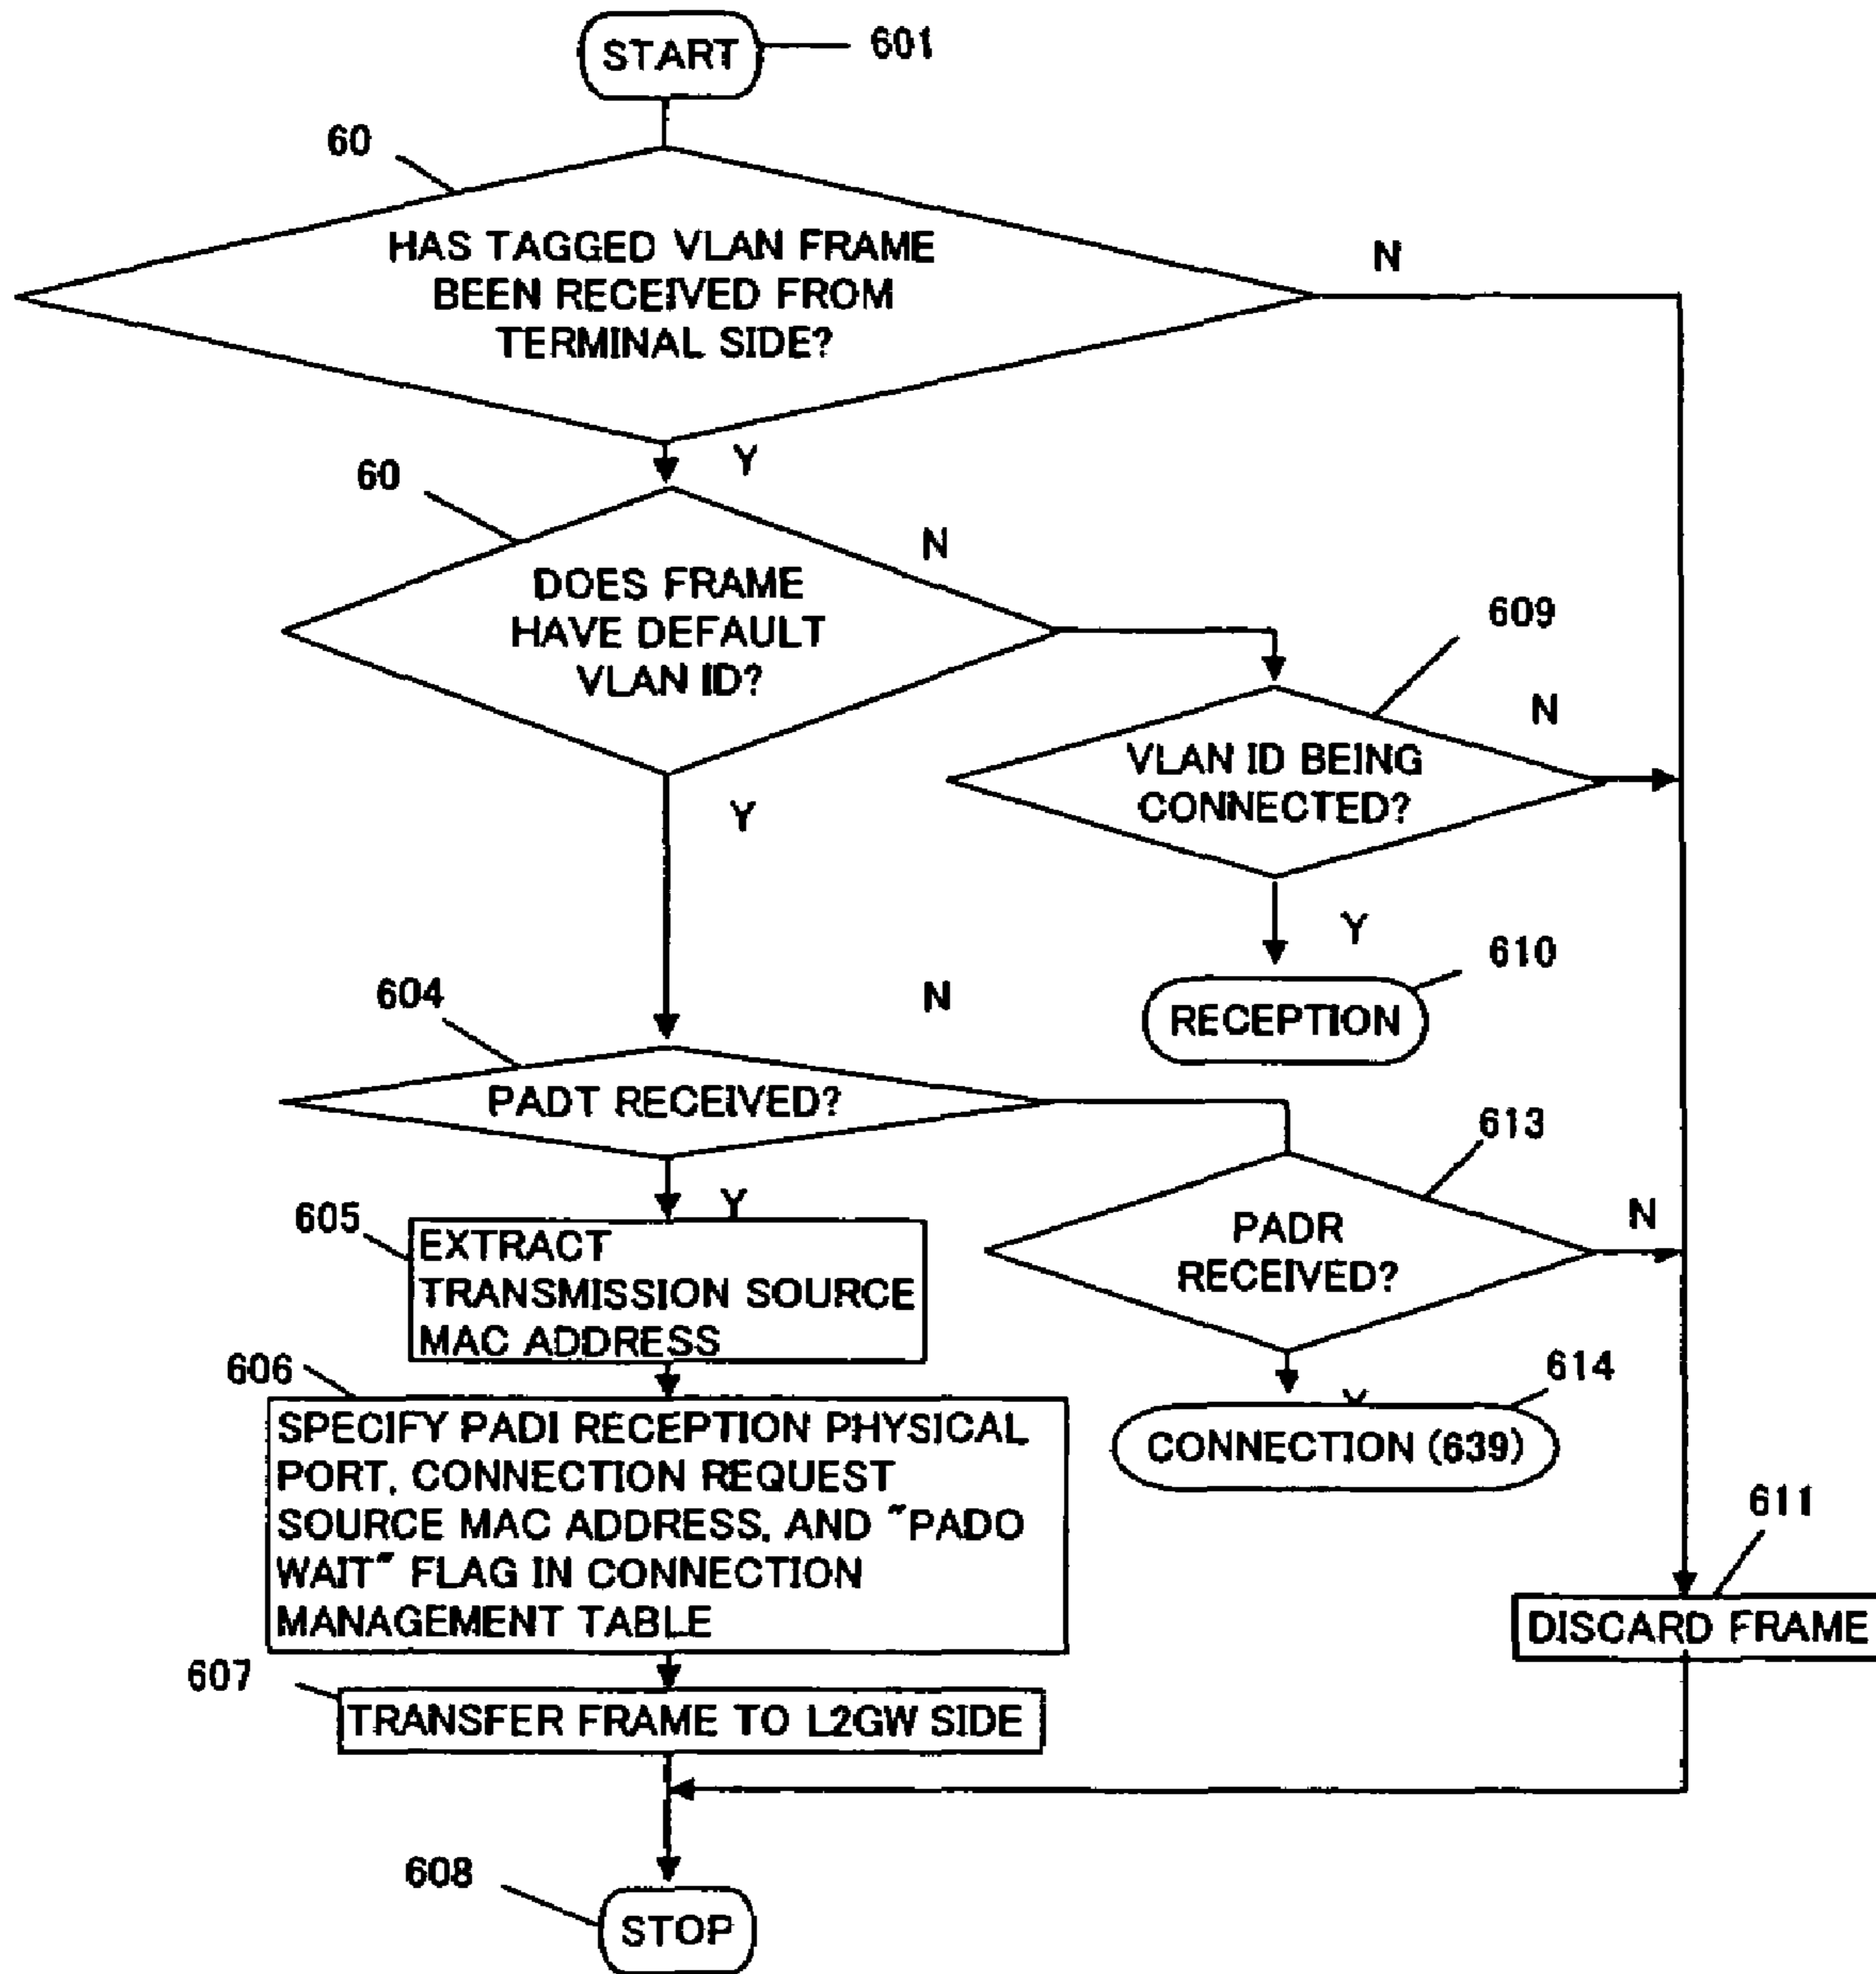 START
601
60
HAS TAGGED VLAN FRAME
BEEN RECEIVED FROM
TERMINAL SIDE?
N
Y
60
DOES FRAME
HAVE DEFAULT
VLAN ID?
N
Y
609
VLAN ID BEING
CONNECTED?
N
Y
610
RECEPTION
604
PADT RECEIVED?
N
Y
613
PADR
RECEIVED?
N
Y
605
EXTRACT
TRANSMISSION SOURCE
MAC ADDRESS
614
CONNECTION (639)
606
SPECIFY PADI RECEPTION PHYSICAL
PORT, CONNECTION REQUEST
SOURCE MAC ADDRESS, AND "PADO
WAIT" FLAG IN CONNECTION
MANAGEMENT TABLE
611
DISCARD FRAME
607
TRANSFER FRAME TO L2GW SIDE
608
STOP